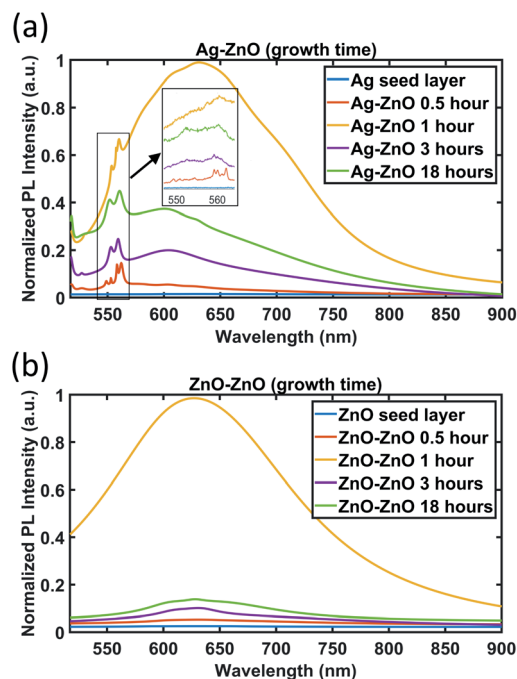 (a)
Ag-ZnO (growth time)
Normalized PL Intensity (a.u.)
1
0.8
0.6
0.4
0.2
0
Ag seed layer
Ag-ZnO 0.5 hour
Ag-ZnO 1 hour
Ag-ZnO 3 hours
Ag-ZnO 18 hours
550 560
550 600 650 700 750 800 850 900
Wavelength (nm)
(b)
ZnO-ZnO (growth time)
Normalized PL Intensity (a.u.)
1
0.8
0.6
0.4
0.2
0
ZnO seed layer
ZnO-ZnO 0.5 hour
ZnO-ZnO 1 hour
ZnO-ZnO 3 hours
ZnO-ZnO 18 hours
550 600 650 700 750 800 850 900
Wavelength (nm)